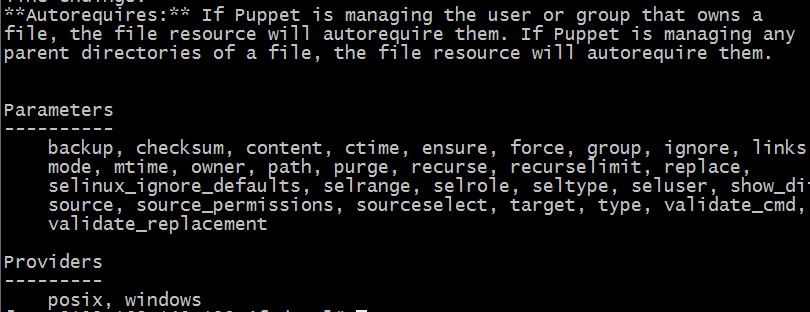 **Autorequires:** If Puppet is managing the user or group that owns a
file, the file resource will autorequire them. If Puppet is managing any
parent directories of a file, the file resource will autorequire them.
Parameters
----------
backup, checksum, content, ctime, ensure, force, group, ignore, links
mode, mtime, owner, path, purge, recurse, recurselimit, replace,
selinux_ignore_defaults, selrange, selrole, seltype, seluser, show_di
source, source_permissions, sourceselect, target, type, validate_cmd,
validate_replacement
Providers
---------
posix, windows